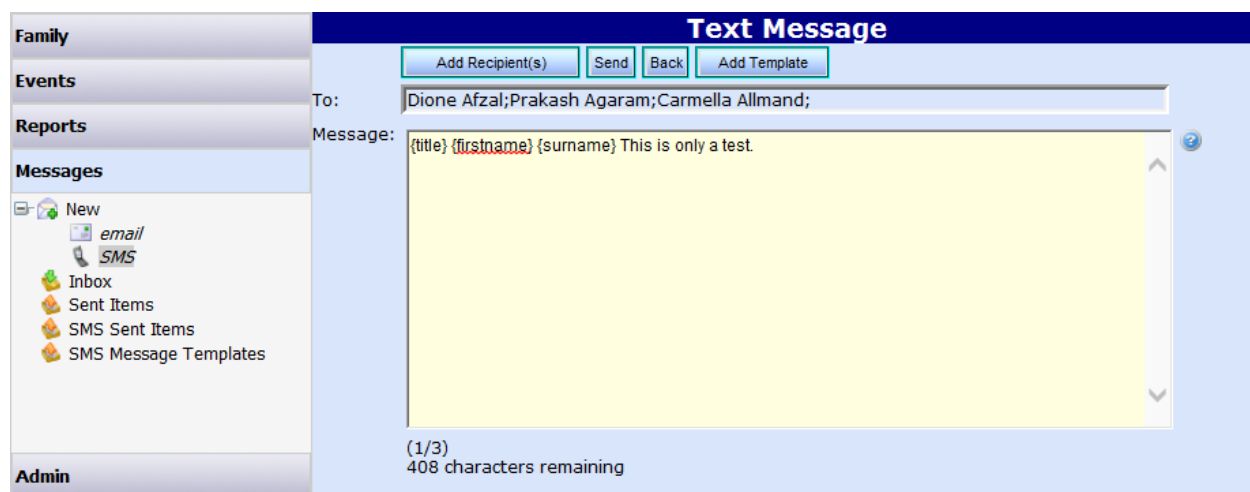 Family
Events
Reports
Messages
New
email
SMS
Inbox
Sent Items
SMS Sent Items
SMS Message Templates
Admin
Text Message
Add Recipient(s) Send Back Add Template
To: Dione Afzal;Prakash Agaram;Carmella Allmand;
Message: {title} {firstname} {surname} This is only a test.
?
(1/3)
408 characters remaining